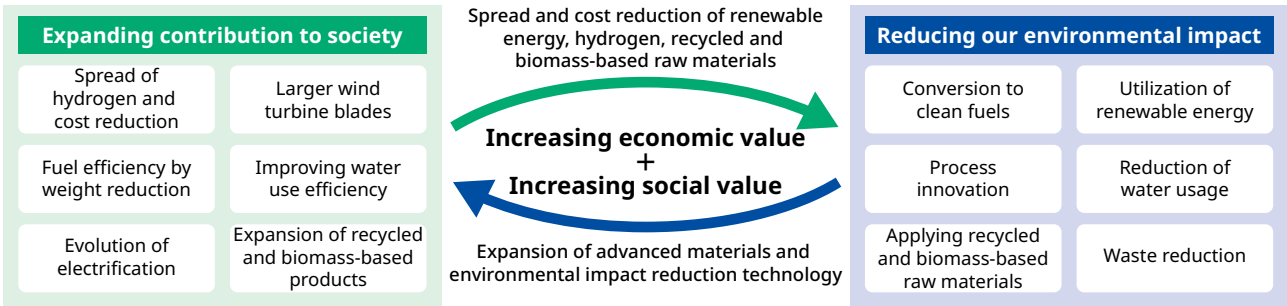 Expanding contribution to society
Spread of
hydrogen and
cost reduction
Larger wind
turbine blades
Fuel efficiency by
weight reduction
Improving water
use efficiency
Evolution of
electrification
Expansion of recycled
and biomass-based
products
Spread and cost reduction of renewable
energy, hydrogen, recycled and
biomass-based raw materials
Increasing economic value
+
Increasing social value
Expansion of advanced materials and
environmental impact reduction technology
Reducing our environmental impact
Conversion to
clean fuels
Utilization of
renewable energy
Process
innovation
Reduction of
water usage
Applying recycled
and biomass-based
raw materials
Waste reduction